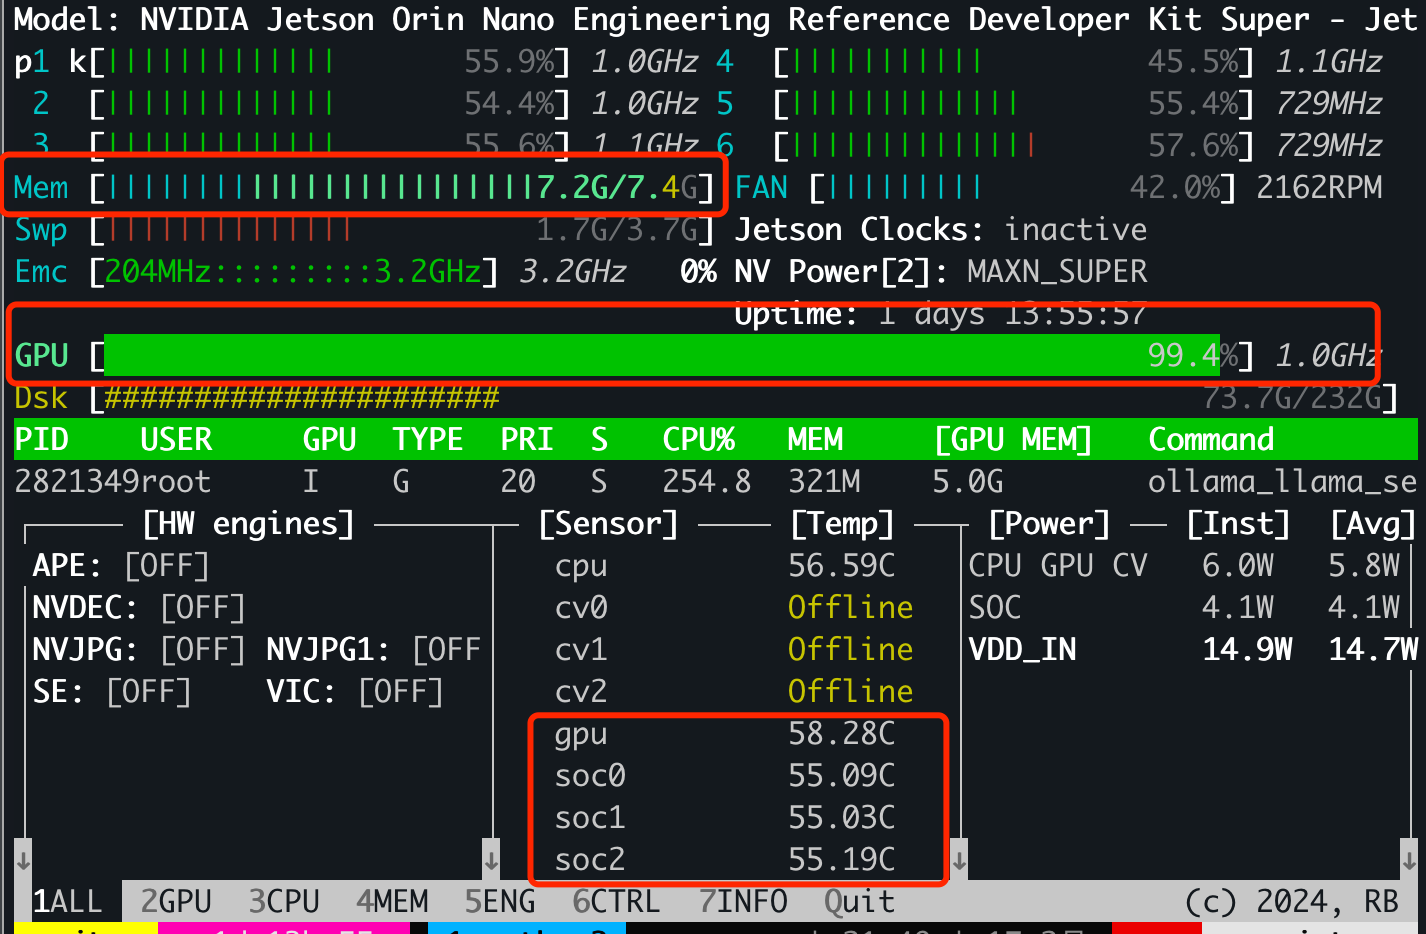 Model: NVIDIA Jetson Orin Nano Engineering Reference Developer Kit Super - Jet
p1 k[|||||||||||||55.9%] 1.0GHz 4 [|||||||||||45.5%] 1.1GHz
2 [|||||||||||||54.4%] 1.0GHz 5 [|||||||||||||55.4%] 729MHz
3 [|||||||||||||55.6%] 1.1GHz 6 [||||||||||||||57.6%] 729MHz
Mem [||||||||||||||||||||||||7.2G/7.4G] FAN [|||||||||42.0%] 2162RPM
Swp [||||||||||||||1.7G/3.7G] Jetson Clocks: inactive
Emc [204MHz:::::::::3.2GHz] 3.2GHz 0% NV Power[2]: MAXN_SUPER
Uptime: 1 days 13:55:57
GPU [99.4%] 1.0GHz
Dsk [######################73.7G/232G]
PID USER GPU TYPE PRI S CPU% MEM [GPU MEM] Command
2821349root I G 20 S 254.8 321M 5.0G ollama_llama_se
[HW engines] [Sensor] [Temp] [Power] [Inst] [Avg]
APE: [OFF] cpu 56.59C CPU GPU CV 6.0W 5.8W
NVDEC: [OFF] cv0 Offline SOC 4.1W 4.1W
NVJPG: [OFF] NVJPG1: [OFF cv1 Offline VDD_IN 14.9W 14.7W
SE: [OFF] VIC: [OFF] cv2 Offline
gpu 58.28C
soc0 55.09C
soc1 55.03C
↓ ↓ soc2 55.19C ↓ ↓
1ALL 2GPU 3CPU 4MEM 5ENG 6CTRL 7INFO Quit (c) 2024, RB